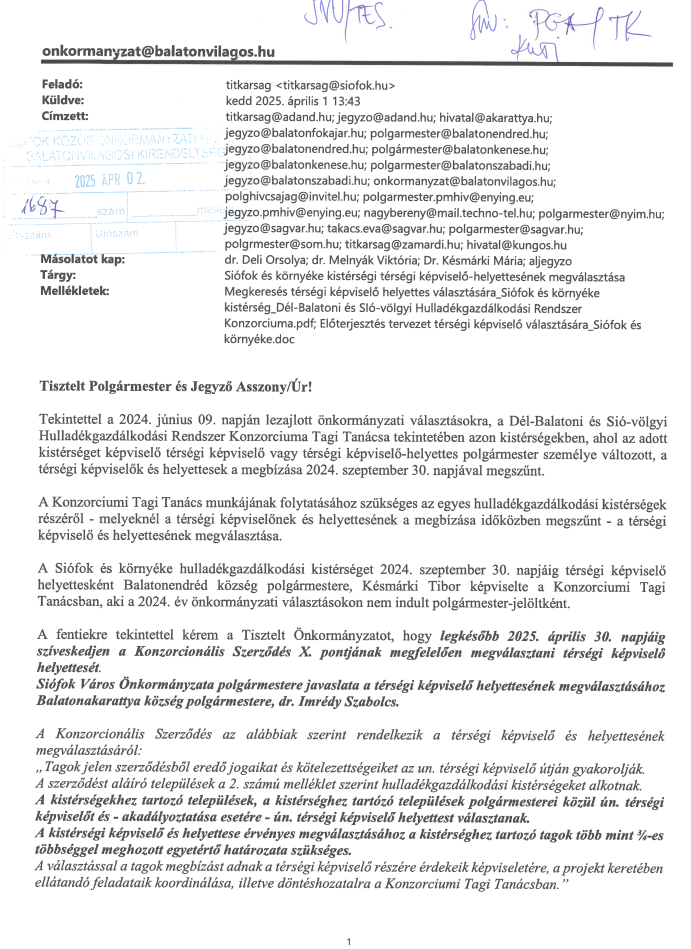 onkormanyzat@balatonvilagos.hu
Feladó: titkarsag <titkarsag@siofok.hu>
Küldve: kedd 2025. április 1 13:43
Címzett: titkarsag@adand.hu; jegyzo@adand.hu; hivatal@akarattya.hu;
jegyzo@balatonfokajar.hu; polgarmester@balatonendred.hu;
jegyzo@balatonendred.hu; polgármester@balatonkenese.hu;
jegyzo@balatonkenese.hu; polgarmester@balatonszabadi.hu;
jegyzo@balatonszabadi.hu; onkormanyzat@balatonvilagos.hu;
polghivcsajag@invitel.hu; polgarmester.pmhiv@enying.eu;
jegyzo.pmhiv@enying.eu; nagybereny@mail.techno-tel.hu; polgarmester@nyim.hu;
jegyzo@sagvar.hu; takacs.eva@sagvar.hu; polgarmester@sagvar.hu;
polgrmester@som.hu; titkarsag@zamardi.hu; hivatal@kungos.hu
KÖZÖS ÖNKORMÁNYZATI
BALATONVILÁGOSI KIRENDELTSÉG
2025 ÁPR 02.
1687 szám
Utószám
Másolatot kap: dr. Deli Orsolya; dr. Melnyák Viktória; Dr. Késmárki Mária; aljegyzo
Tárgy: Siófok és környéke kistérségi térségi képviselő-helyettesének megválasztása
Mellékletek: Megkeresés térségi képviselő helyettes választására_Siófok és környéke
kistérség_Dél-Balatoni és SIó-völgyi Hulladékgazdálkodási Rendszer
Konzorciuma.pdf; Előterjesztés tervezet térségi képviselő választására_Siófok és
környéke.doc
Tisztelt Polgármester és Jegyző Asszony/Úr!
Tekintettel a 2024. június 09. napján lezajlott önkormányzati választásokra, a Dél-Balatoni és Sió-völgyi
Hulladékgazdálkodási Rendszer Konzorciuma Tagi Tanácsa tekintetében azon kistérségekben, ahol az adott
kistérséget képviselő térségi képviselő vagy térségi képviselő-helyettes polgármester személye változott, a
térségi képviselők és helyettesek a megbízása 2024. szeptember 30. napjával megszűnt.
A Konzorciumi Tagi Tanács munkájának folytatásához szükséges az egyes hulladékgazdálkodási kistérségek
részéről - melyeknél a térségi képviselőnek és helyettesének a megbízása időközben megszűnt - a térségi
képviselő és helyettesének megválasztása.
A Siófok és környéke hulladékgazdálkodási kistérséget 2024. szeptember 30. napjáig térségi képviselő
helyettesként Balatonendréd község polgármestere, Késmárki Tibor képviselte a Konzorciumi Tagi
Tanácsban, aki a 2024. év önkormányzati választásokon nem indult polgármester-jelöltként.
A fentiekre tekintettel kérem a Tisztelt Önkormányzatot, hogy legkésőbb 2025. április 30. napjáig
szíveskedjen a Konzorcionális Szerződés X. pontjának megfelelően megválasztani térségi képviselő
helyettesét.
Siófok Város Önkormányzata polgármestere javaslata a térségi képviselő helyettesének megválasztásához
Balatonakarattya község polgármestere, dr. Imrédy Szabolcs.
A Konzorcionális Szerződés az alábbiak szerint rendelkezik a térségi képviselő és helyettesének
megválasztásáról:
„Tagok jelen szerződésből eredő jogaikat és kötelezettségeiket az un. térségi képviselő útján gyakorolják.
A szerződést aláíró települések a 2. számú melléklet szerint hulladékgazdálkodási kistérségeket alkotnak.
A kistérségekhez tartozó települések, a kistérséghez tartózó települések polgármesterei közül ún. térségi
képviselőt és - akadályoztatása esetére - ún. térségi képviselő helyettest választanak.
A kistérségi képviselő és helyettese érvényes megválasztásához a kistérséghez tartozó tagok több mint ¾-es
többséggel meghozott egyetértő határozata szükséges.
A választással a tagok megbízást adnak a térségi képviselő részére érdekeik képviseletére, a projekt keretében
ellátandó feladataik koordinálása, illetve döntéshozatalra a Konzorciumi Tagi Tanácsban.”
1